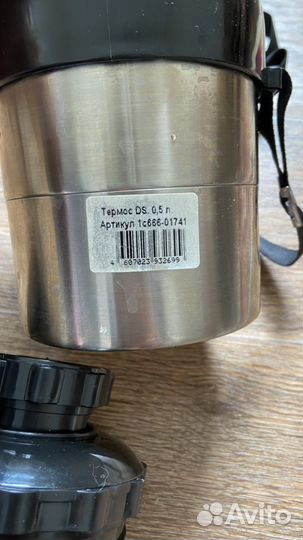 Термос DS. 0,5 л.
Артикул 1с666-01741
4 607023 932699
Avito